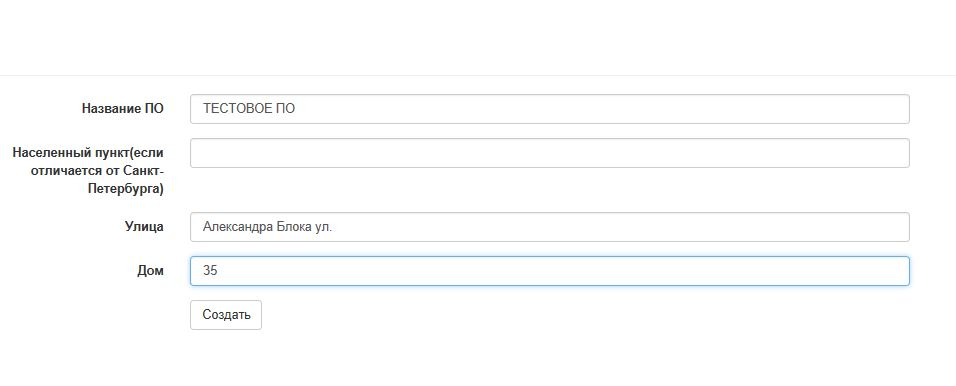 Название ПО
ТЕСТОВОЕ ПО
Населенный пункт(если
отличается от Санкт-
Петербурга)
Улица
Александра Блока ул.
Дом
35
Создать